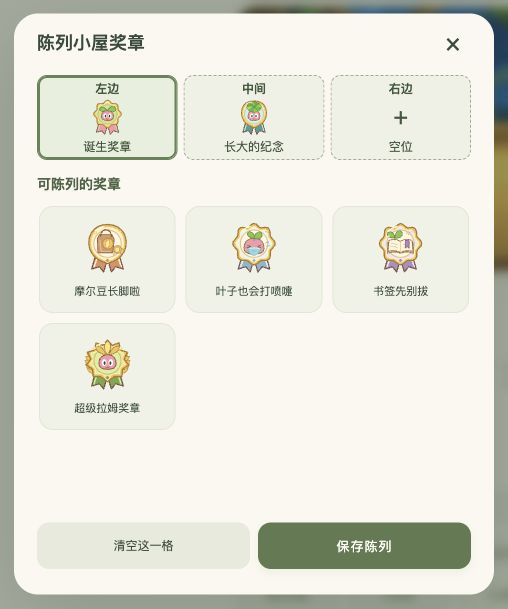 陈列小屋奖章
左边
中间
右边
诞生奖章
长大的纪念
空位
可陈列的奖章
摩尔豆长脚啦
叶子也会打喷嚏
书签先别拔
超级拉姆奖章
清空这一格
保存陈列